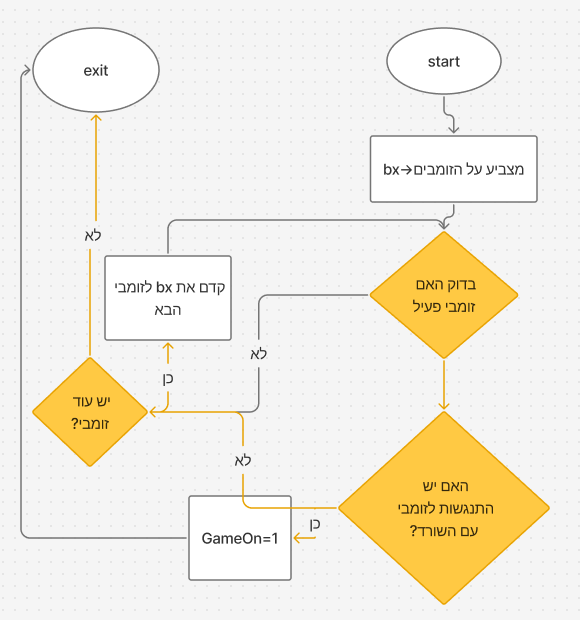 start
exit
bx→מצביע על הזומבים
בדוק האם
זומבי פעיל
לא
קדם את bx לזומבי
הבא
לא
כן
יש עוד
זומבי?
האם יש
התנגשות לזומבי
עם השורד?
לא
כן
GameOn=1